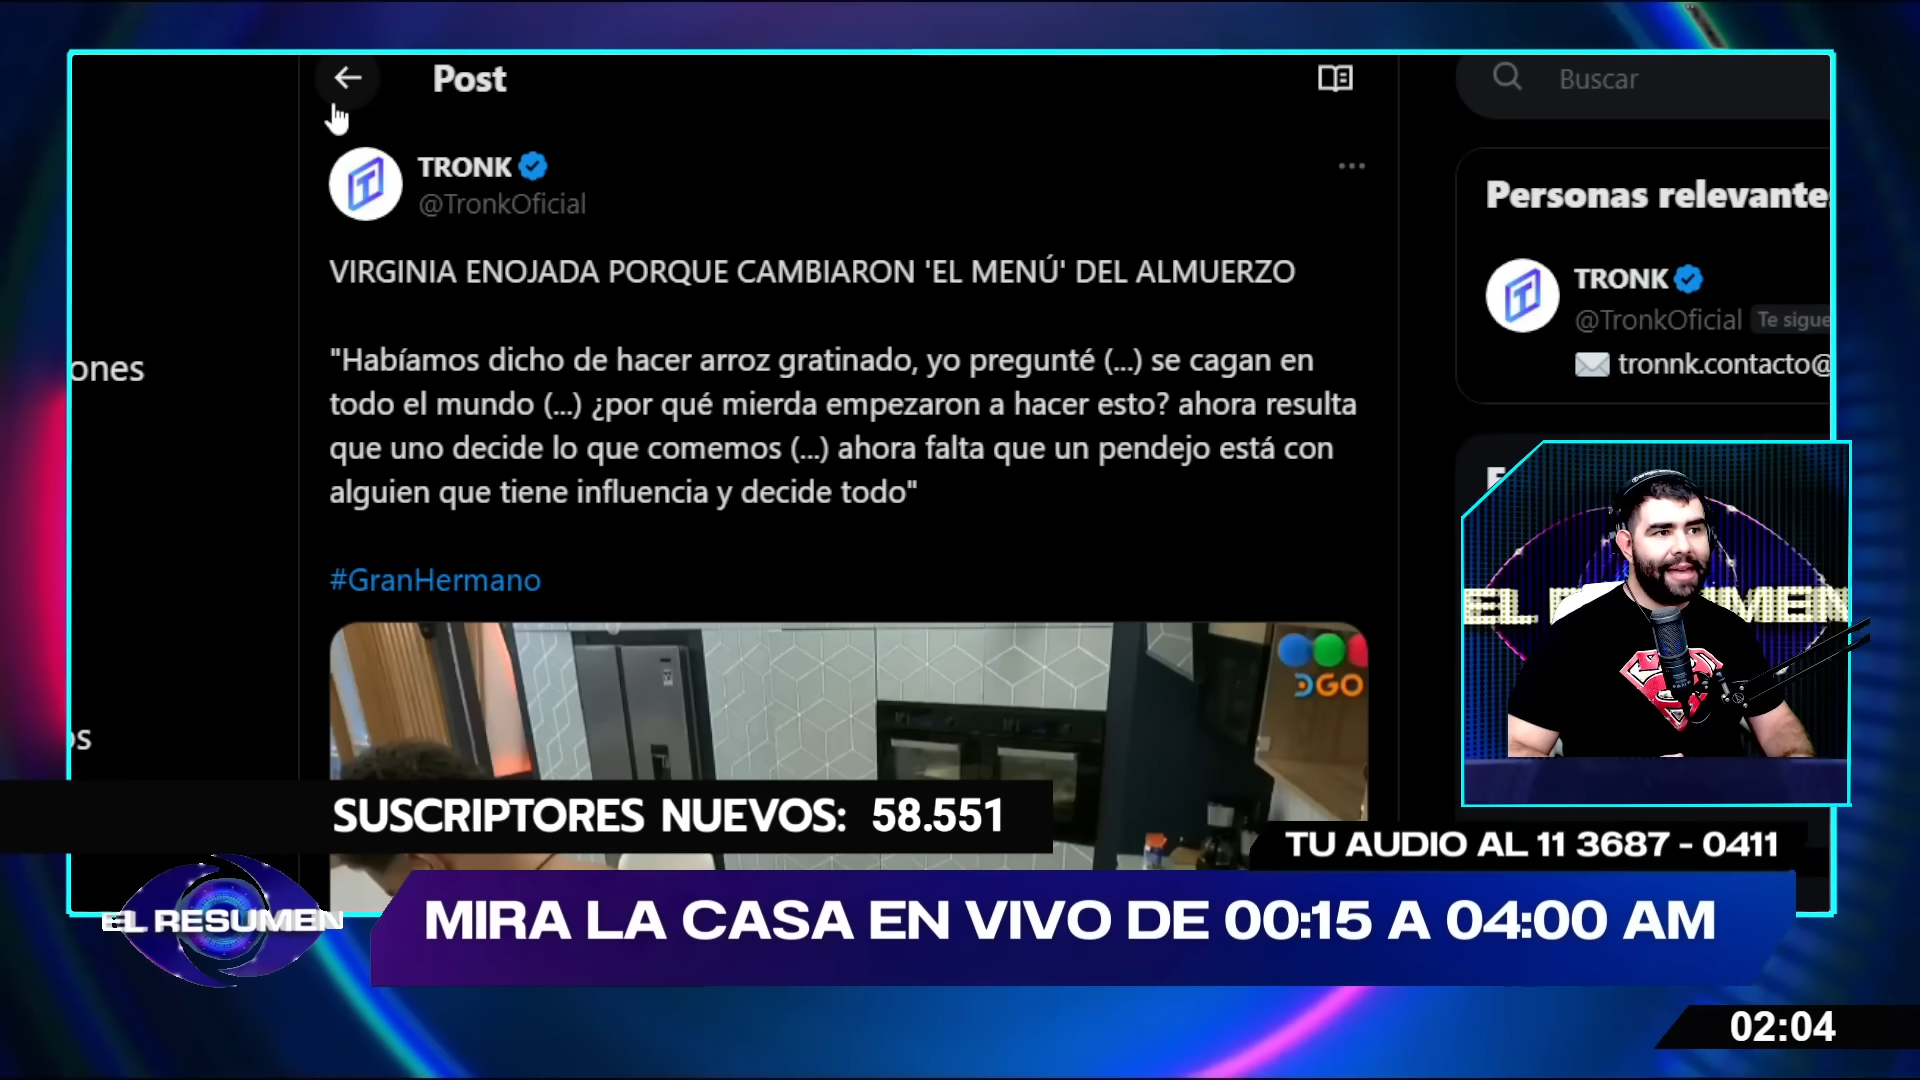 Post
Buscar
TRONK
@TronkOficial
VIRGINIA ENOJADA PORQUE CAMBIARON 'EL MENÚ' DEL ALMUERZO
"Habíamos dicho de hacer arroz gratinado, yo pregunté (...) se cagan en
todo el mundo (...) ¿por qué mierda empezaron a hacer esto? ahora resulta
que uno decide lo que comemos (...) ahora falta que un pendejo está con
alguien que tiene influencia y decide todo"
#GranHermano
Personas relevantes
TRONK
@TronkOficial Te sigue
tronnk.contacto@
ones
os
DGO
SUSCRIPTORES NUEVOS: 58.551
TU AUDIO AL 11 3687 - 0411
EL RESUMEN
MIRA LA CASA EN VIVO DE 00:15 A 04:00 AM
02:04